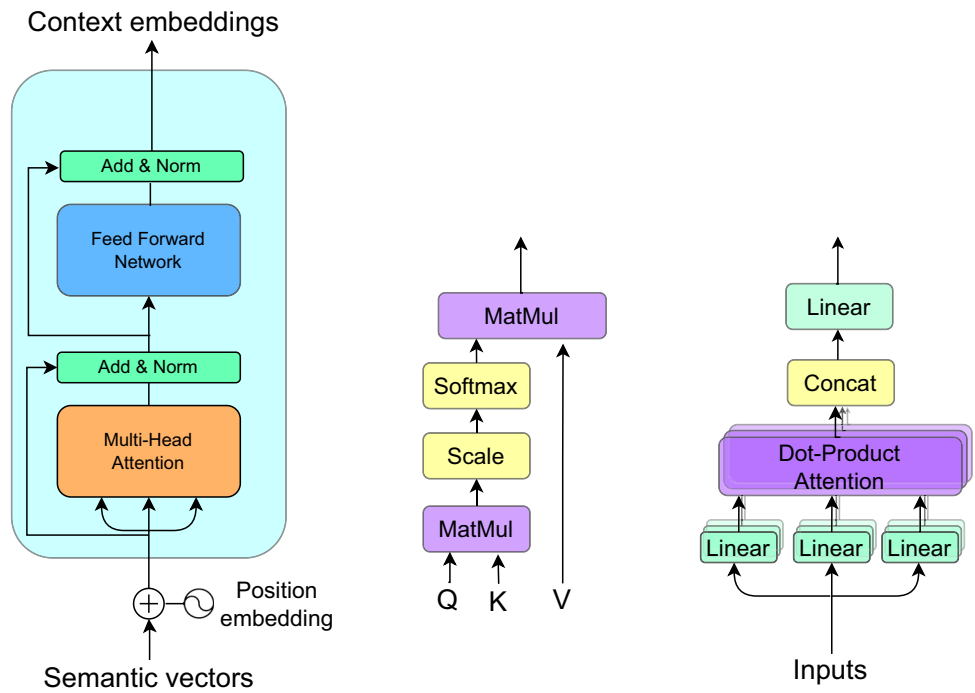 Context embeddings
Add & Norm
Feed Forward
Network
Add & Norm
Multi-Head
Attention
Position
embedding
Semantic vectors
MatMul
Softmax
Scale
MatMul
Q K V
Linear
Concat
Dot-Product
Attention
Linear Linear Linear
Inputs